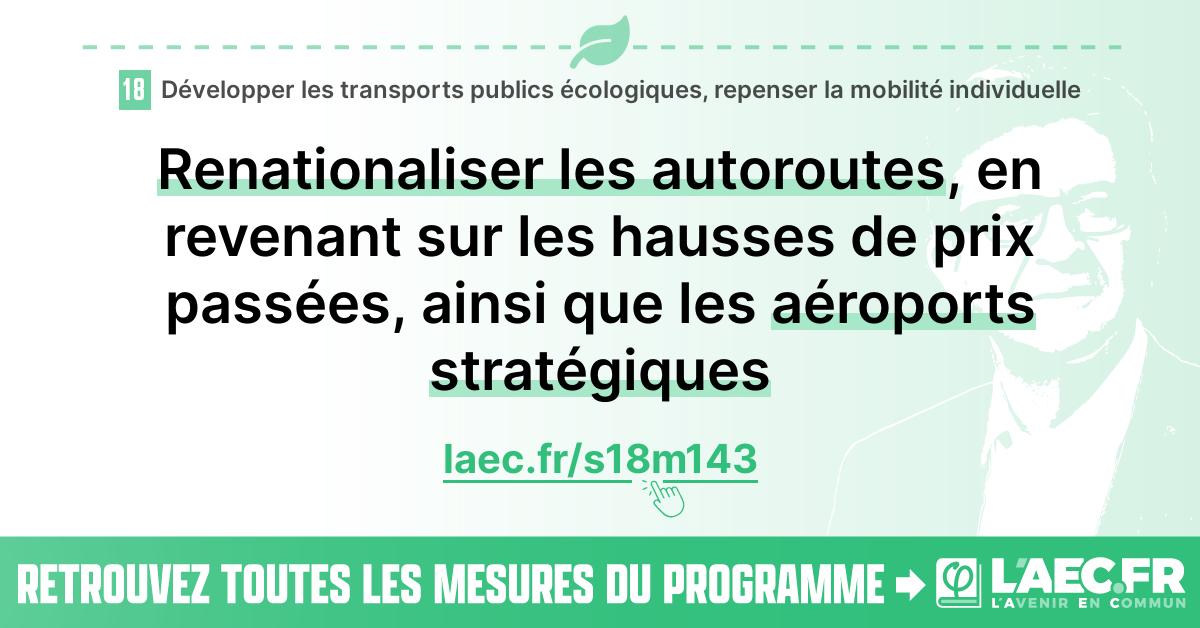 18 Développer les transports publics écologiques, repenser la mobilité individuelle
Renationaliser les autoroutes, en
revenant sur les hausses de prix
passées, ainsi que les aéroports
stratégiques
laec.fr/s18m143
RETROUVEZ TOUTES LES MESURES DU PROGRAMME
φ L'AEC.FR
L'AVENIR EN COMMUN